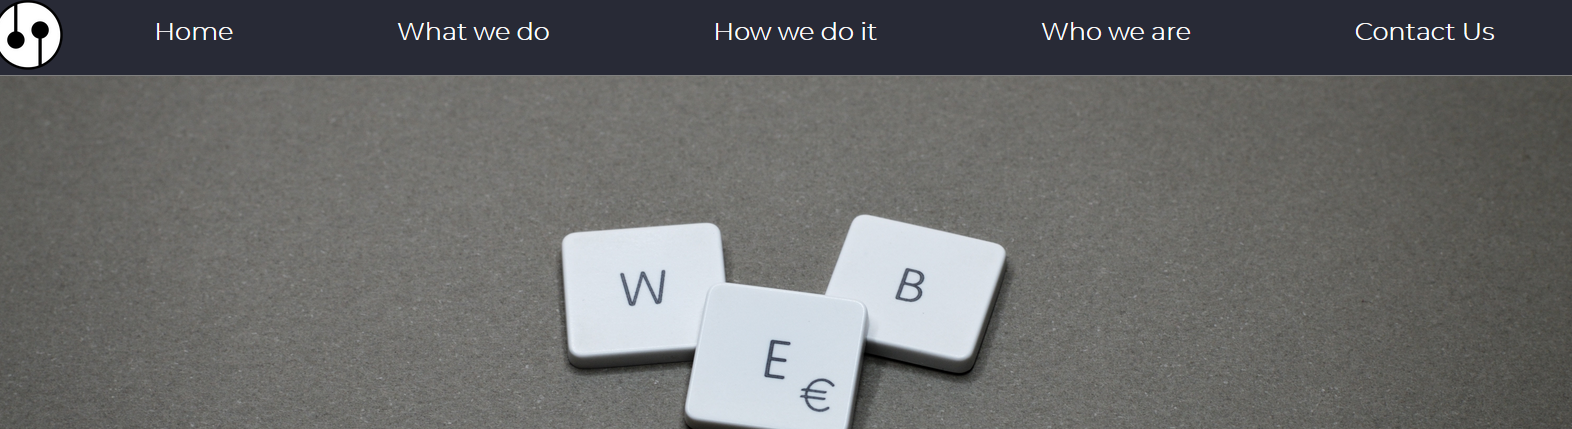 Home What we do How we do it Who we are Contact Us
W E B
€